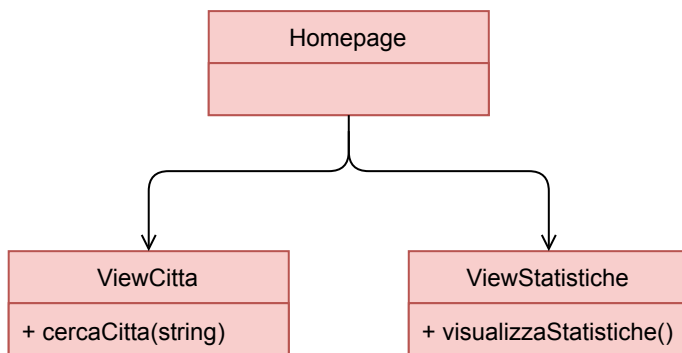 Homepage
ViewCitta
+ cercaCitta(string)
ViewStatistiche
+ visualizzaStatistiche()